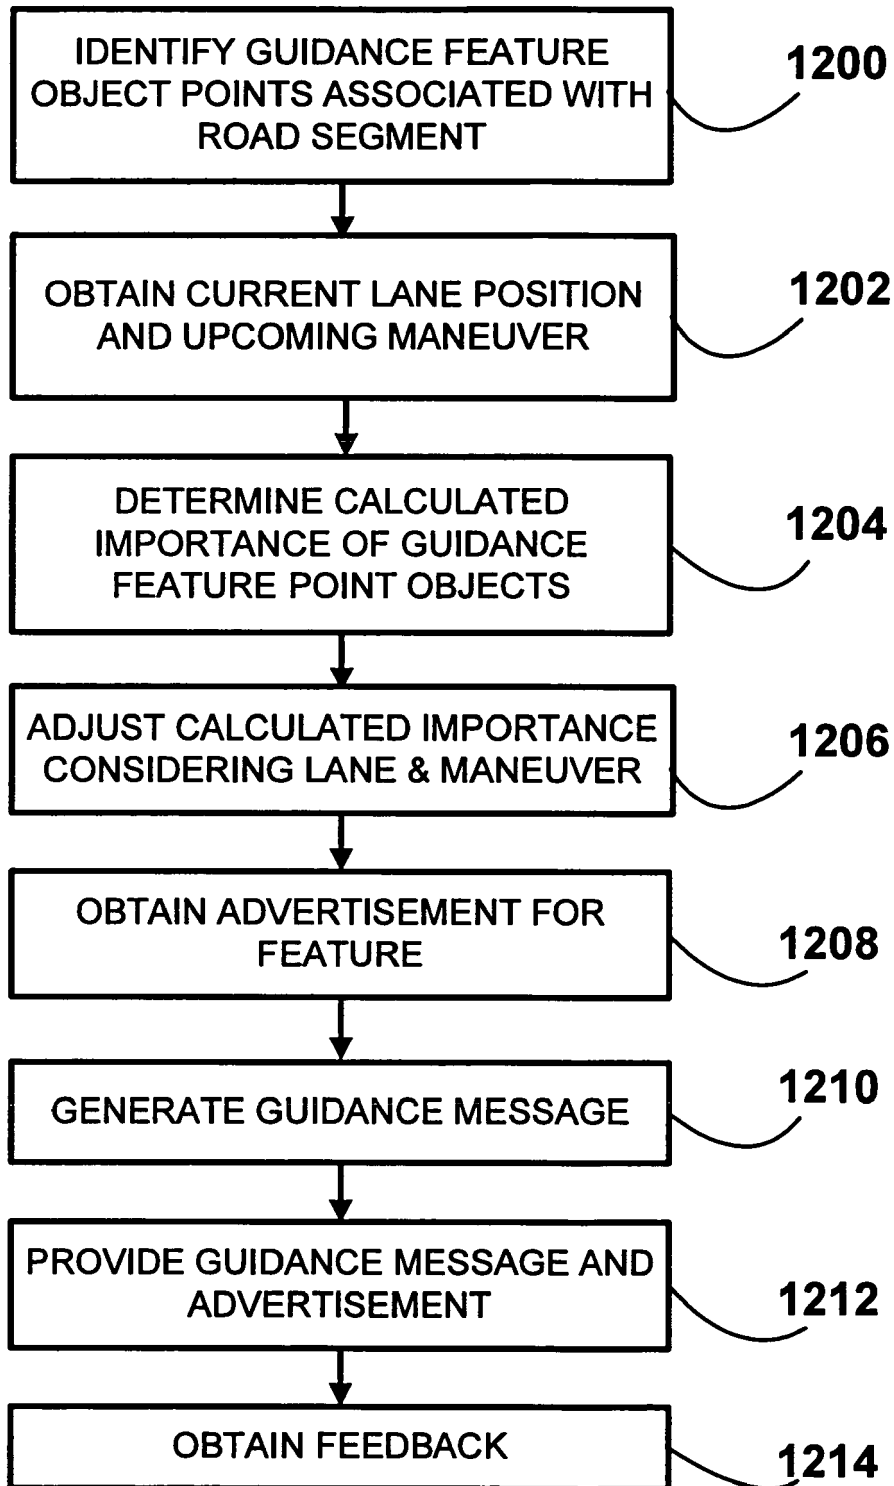 IDENTIFY GUIDANCE FEATURE
OBJECT POINTS ASSOCIATED WITH
ROAD SEGMENT
1200
OBTAIN CURRENT LANE POSITION
AND UPCOMING MANEUVER
1202
DETERMINE CALCULATED
IMPORTANCE OF GUIDANCE
FEATURE POINT OBJECTS
1204
ADJUST CALCULATED IMPORTANCE
CONSIDERING LANE & MANEUVER
1206
OBTAIN ADVERTISEMENT FOR
FEATURE
1208
GENERATE GUIDANCE MESSAGE
1210
PROVIDE GUIDANCE MESSAGE AND
ADVERTISEMENT
1212
OBTAIN FEEDBACK
1214